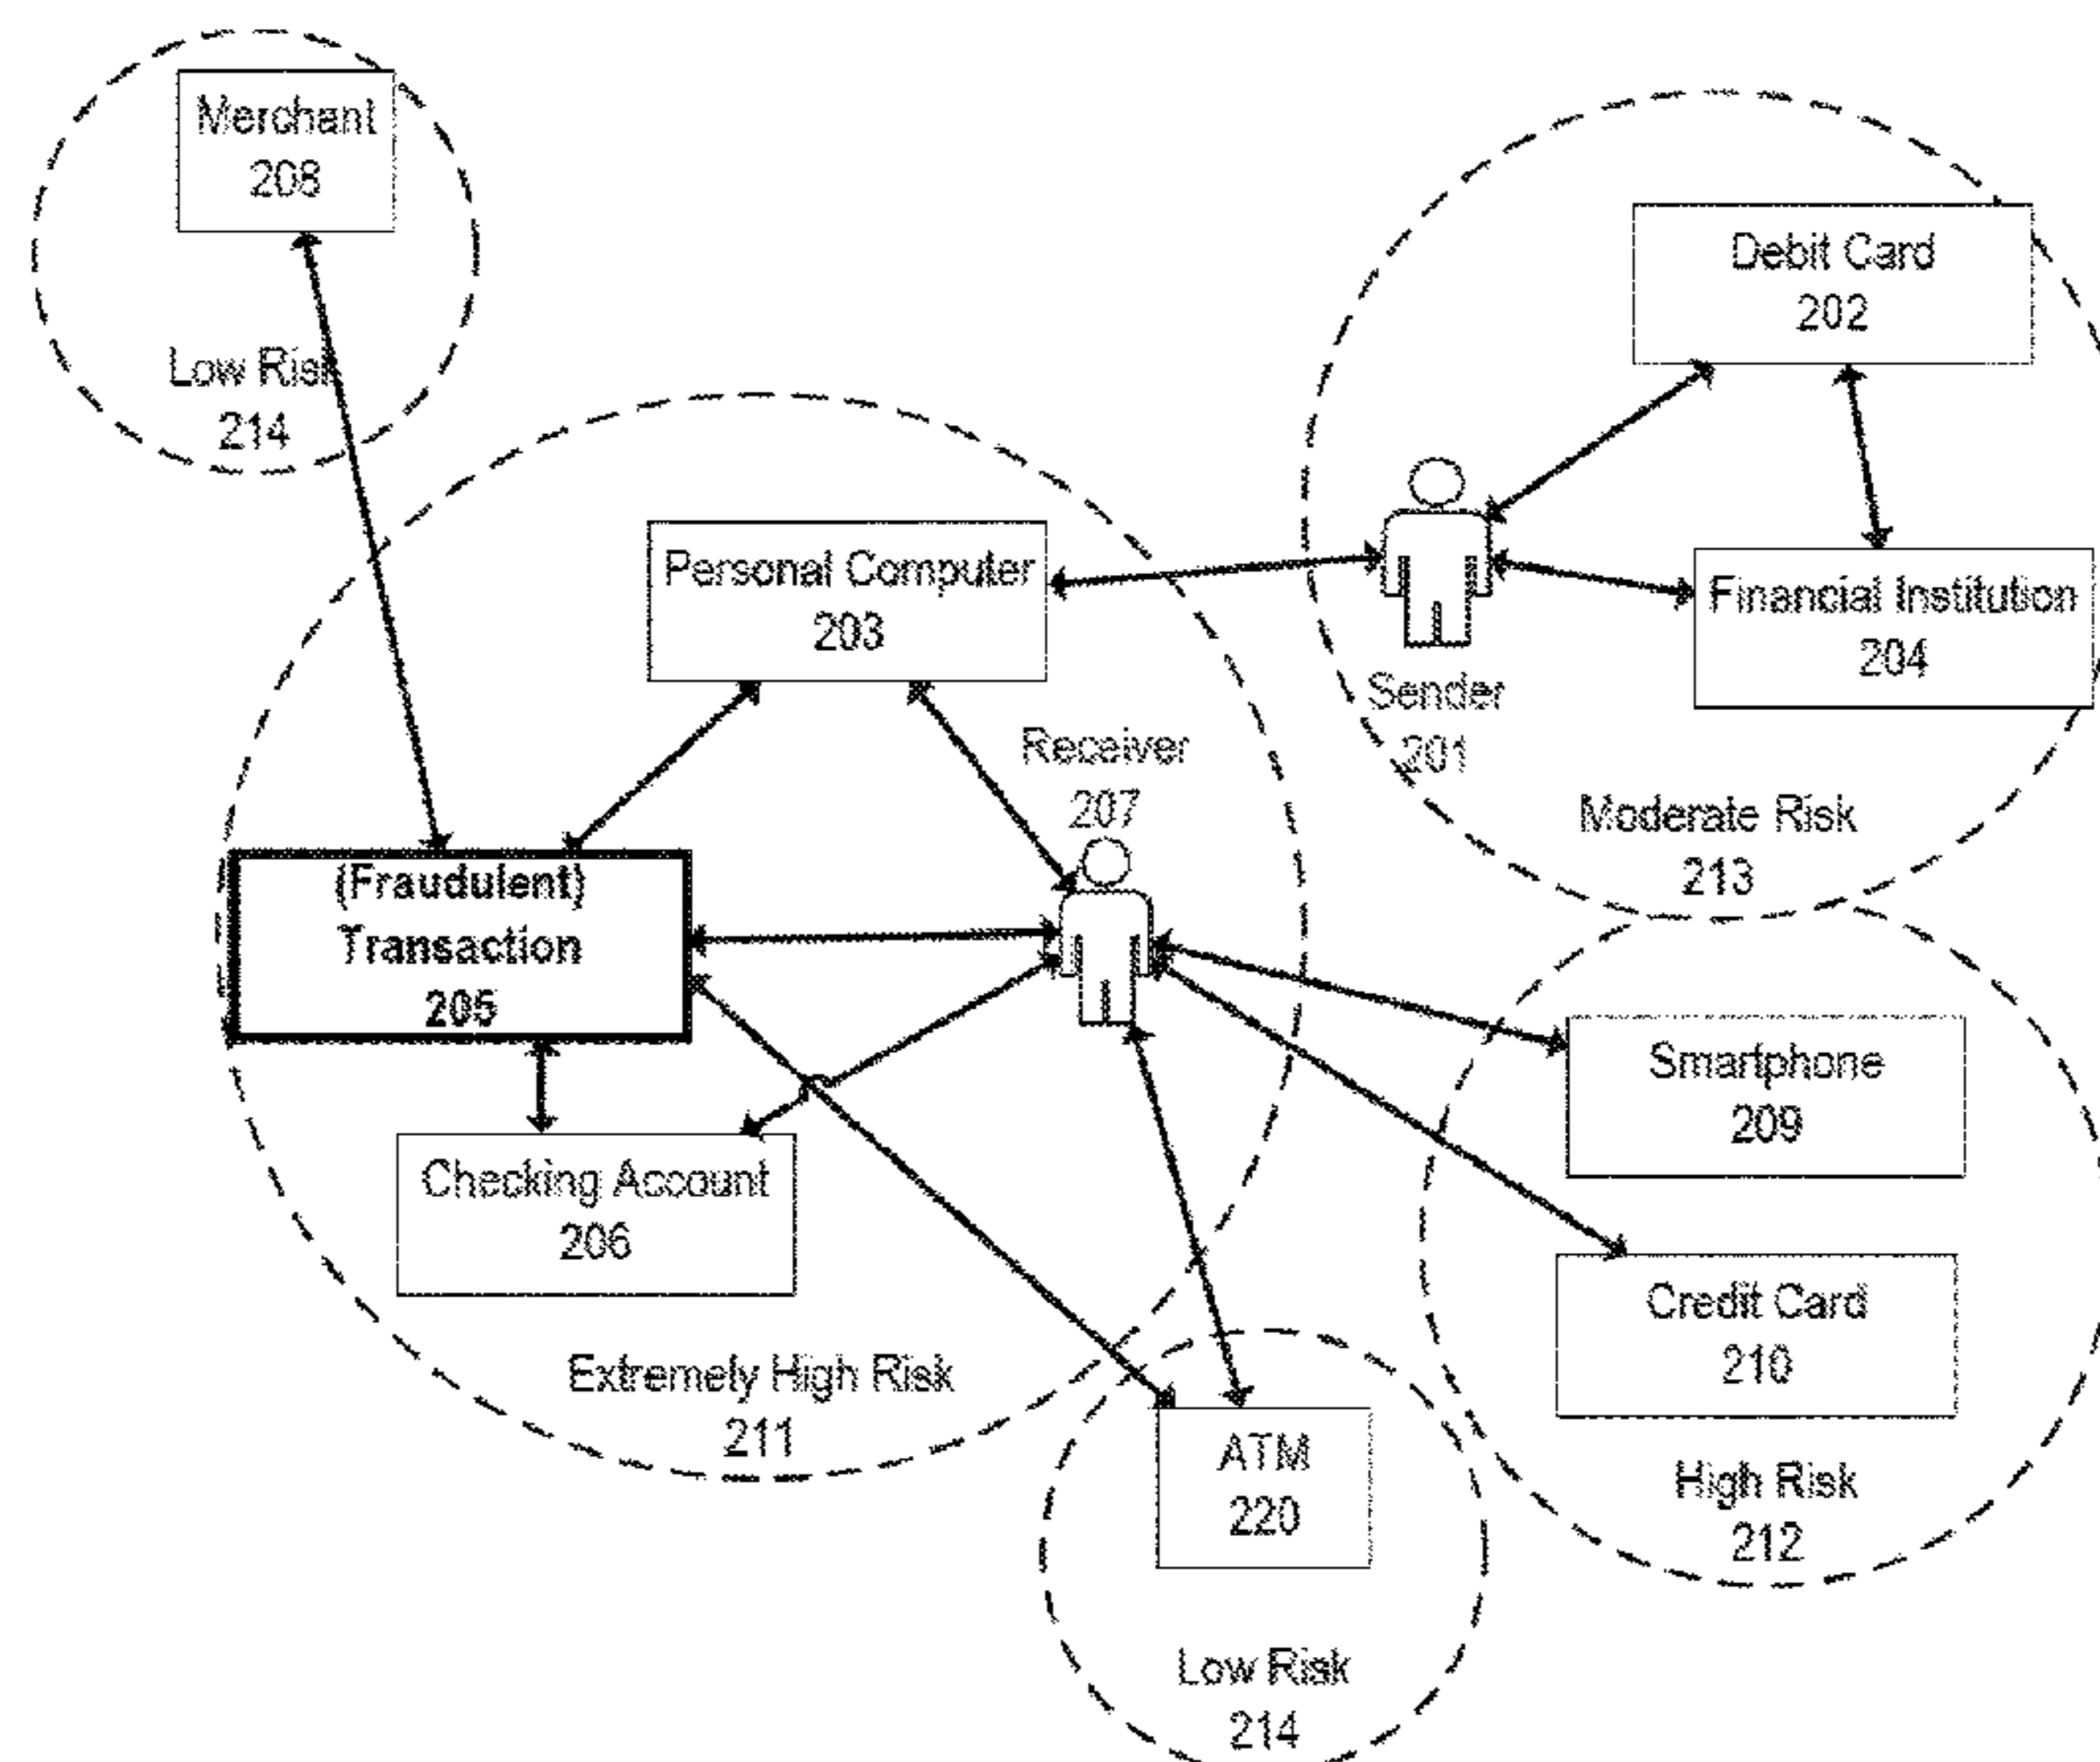 Merchant
208
Low Risk
214
Debit Card
202
Personal Computer
203
Financial Institution
204
Sender
201
Receiver
207
Moderate Risk
213
(Fraudulent)
Transaction
205
Smartphone
209
Checking Account
206
Credit Card
210
Extremely High Risk
211
ATM
220
High Risk
212
Low Risk
214